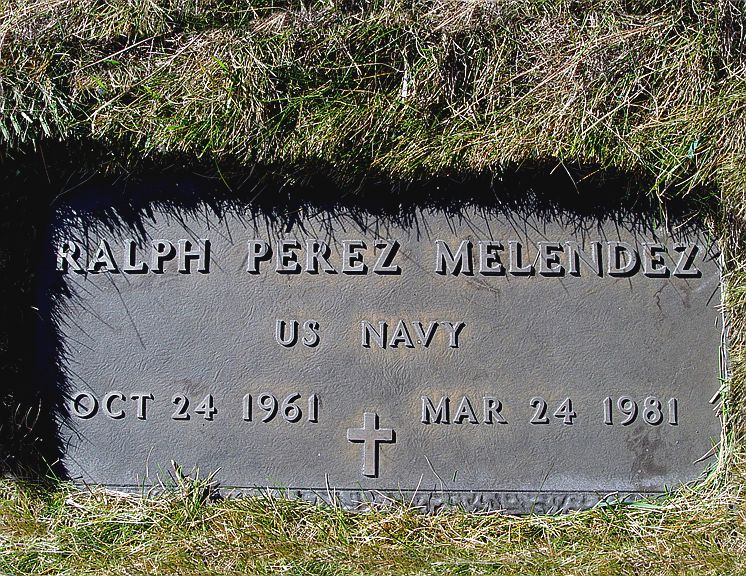 RALPH PEREZ MELENDEZ
US NAVY
OCT 24 1961 MAR 24 1981